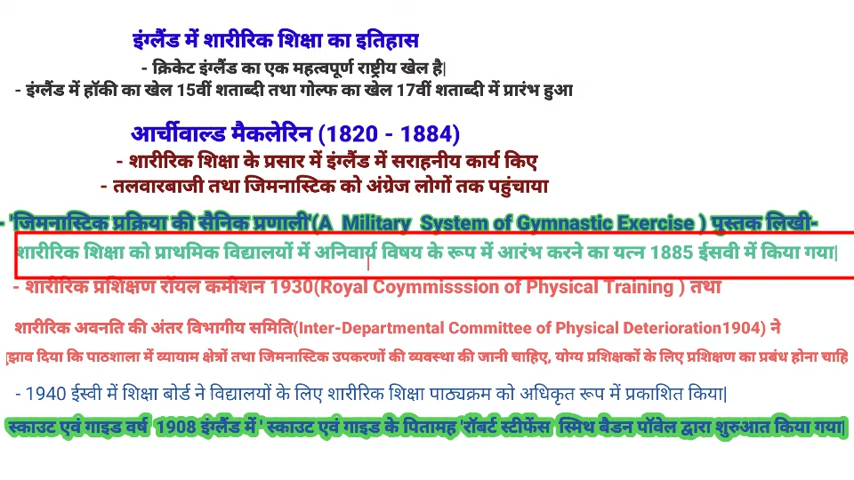 इंग्लैंड में शारीरिक शिक्षा का इतिहास
- क्रिकेट इंग्लैंड का एक महत्वपूर्ण राष्ट्रीय खेल है|
- इंग्लैंड में हॉकी का खेल 15वीं शताब्दी तथा गोल्फ का खेल 17वीं शताब्दी में प्रारंभ हुआ
आर्चीवाल्ड मैकलेरिन (1820 - 1884)
- शारीरिक शिक्षा के प्रसार में इंग्लैंड में सराहनीय कार्य किए
- तलवारबाजी तथा जिमनास्टिक को अंग्रेज लोगों तक पहुंचाया
- 'जिमनास्टिक प्रक्रिया की सैनिक प्रणाली'(A Military System of Gymnastic Exercise ) पुस्तक लिखी-
शारीरिक शिक्षा को प्राथमिक विद्यालयों में अनिवार्य विषय के रूप में आरंभ करने का यत्न 1885 ईसवी में किया गया|
- शारीरिक प्रशिक्षण रॉयल कमीशन 1930(Royal Coymmisssion of Physical Training ) तथा
शारीरिक अवनति की अंतर विभागीय समिति(Inter-Departmental Committee of Physical Deterioration1904) ने
सुझाव दिया कि पाठशाला में व्यायाम क्षेत्रों तथा जिमनास्टिक उपकरणों की व्यवस्था की जानी चाहिए, योग्य प्रशिक्षकों के लिए प्रशिक्षण का प्रबंध होना चाहि
- 1940 ईस्वी में शिक्षा बोर्ड ने विद्यालयों के लिए शारीरिक शिक्षा पाठ्यक्रम को अधिकृत रूप में प्रकाशित किया|
स्काउट एवं गाइड वर्ष 1908 इंग्लैंड में ' स्काउट एवं गाइड के पितामह 'रॉबर्ट स्टीफेंस स्मिथ बैडन पॉवेल द्वारा शुरुआत किया गया|